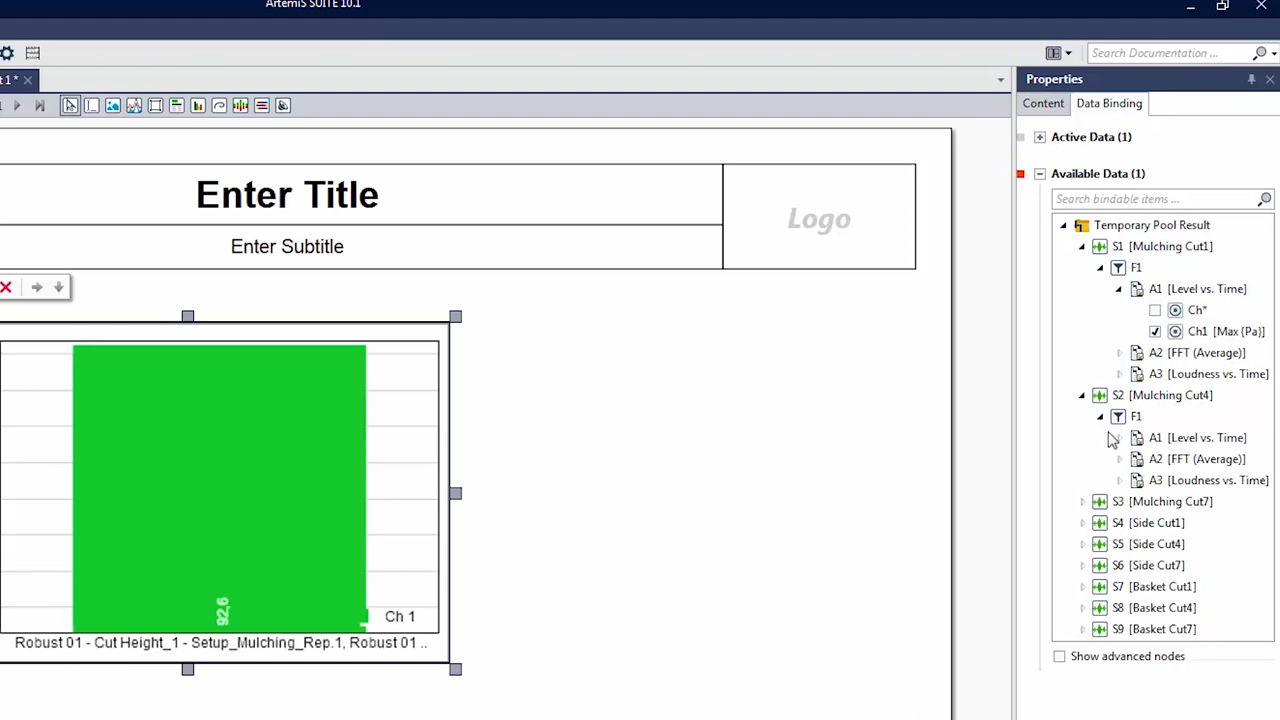 ArtemiS SUITE 10.1
Search Documentation ...
t 1*
Properties
Content
Data Binding
Active Data (1)
Enter Title
Logo
Enter Subtitle
Available Data (1)
Search bindable items ...
Temporary Pool Result
S1 [Mulching Cut1]
F1
A1 [Level vs. Time]
Ch*
Ch1 [Max {Pa}]
A2 [FFT (Average)]
A3 [Loudness vs. Time]
S2 [Mulching Cut4]
F1
A1 [Level vs. Time]
A2 [FFT (Average)]
A3 [Loudness vs. Time]
S3 [Mulching Cut7]
S4 [Side Cut1]
S5 [Side Cut4]
S6 [Side Cut7]
S7 [Basket Cut1]
S8 [Basket Cut4]
S9 [Basket Cut7]
Show advanced nodes
92,6
Ch 1
Robust 01 - Cut Height_1 - Setup_Mulching_Rep.1, Robust 01 ..